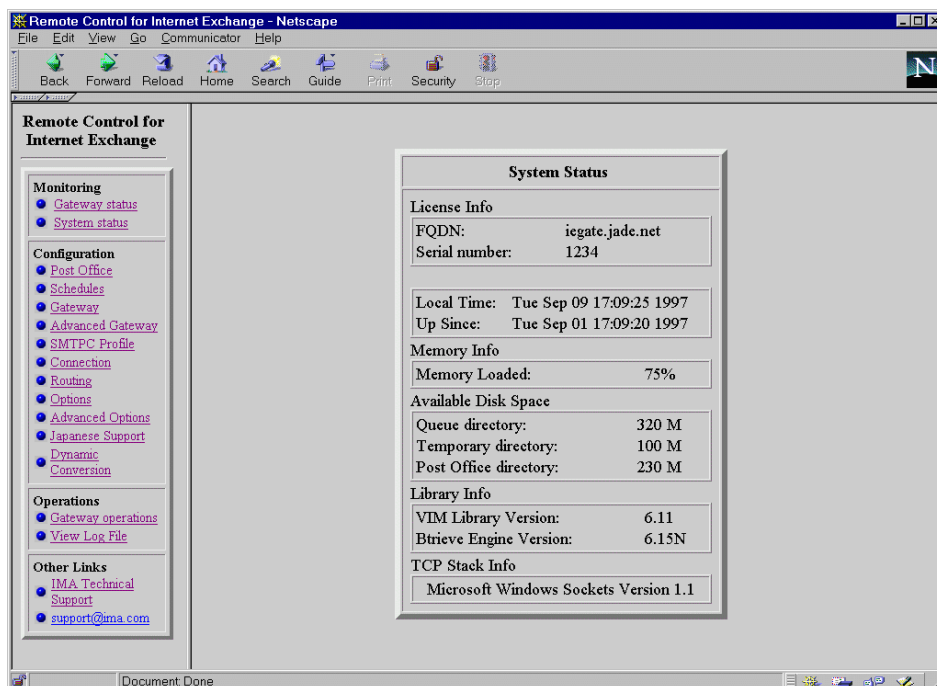 Remote Control for Internet Exchange - Netscape
File Edit View Go Communicator Help
Back Forward Reload Home Search Guide Print Security Stop
N
Remote Control for
Internet Exchange
Monitoring
Gateway status
System status
Configuration
Post Office
Schedules
Gateway
Advanced Gateway
SMTPC Profile
Connection
Routing
Options
Advanced Options
Japanese Support
Dynamic
Conversion
Operations
Gateway operations
View Log File
Other Links
IMA Technical
Support
support@ima.com
System Status
License Info
FQDN: iegate.jade.net
Serial number: 1234
Local Time: Tue Sep 09 17:09:25 1997
Up Since: Tue Sep 01 17:09:20 1997
Memory Info
Memory Loaded: 75%
Available Disk Space
Queue directory: 320 M
Temporary directory: 100 M
Post Office directory: 230 M
Library Info
VIM Library Version: 6.11
Btrieve Engine Version: 6.15N
TCP Stack Info
Microsoft Windows Sockets Version 1.1
Document: Done